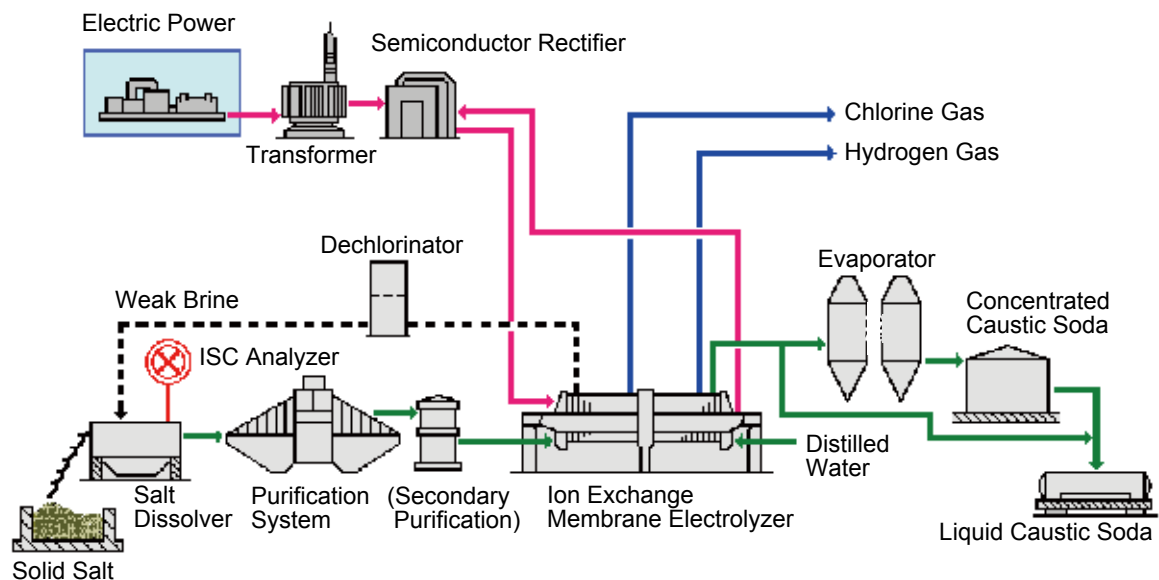 Electric Power
Semiconductor Rectifier
Transformer
Chlorine Gas
Hydrogen Gas
Dechlorinator
Weak Brine
ISC Analyzer
Evaporator
Concentrated
Caustic Soda
Distilled
Water
Salt
Dissolver
Purification
System
(Secondary
Purification)
Ion Exchange
Membrane Electrolyzer
Liquid Caustic Soda
Solid Salt